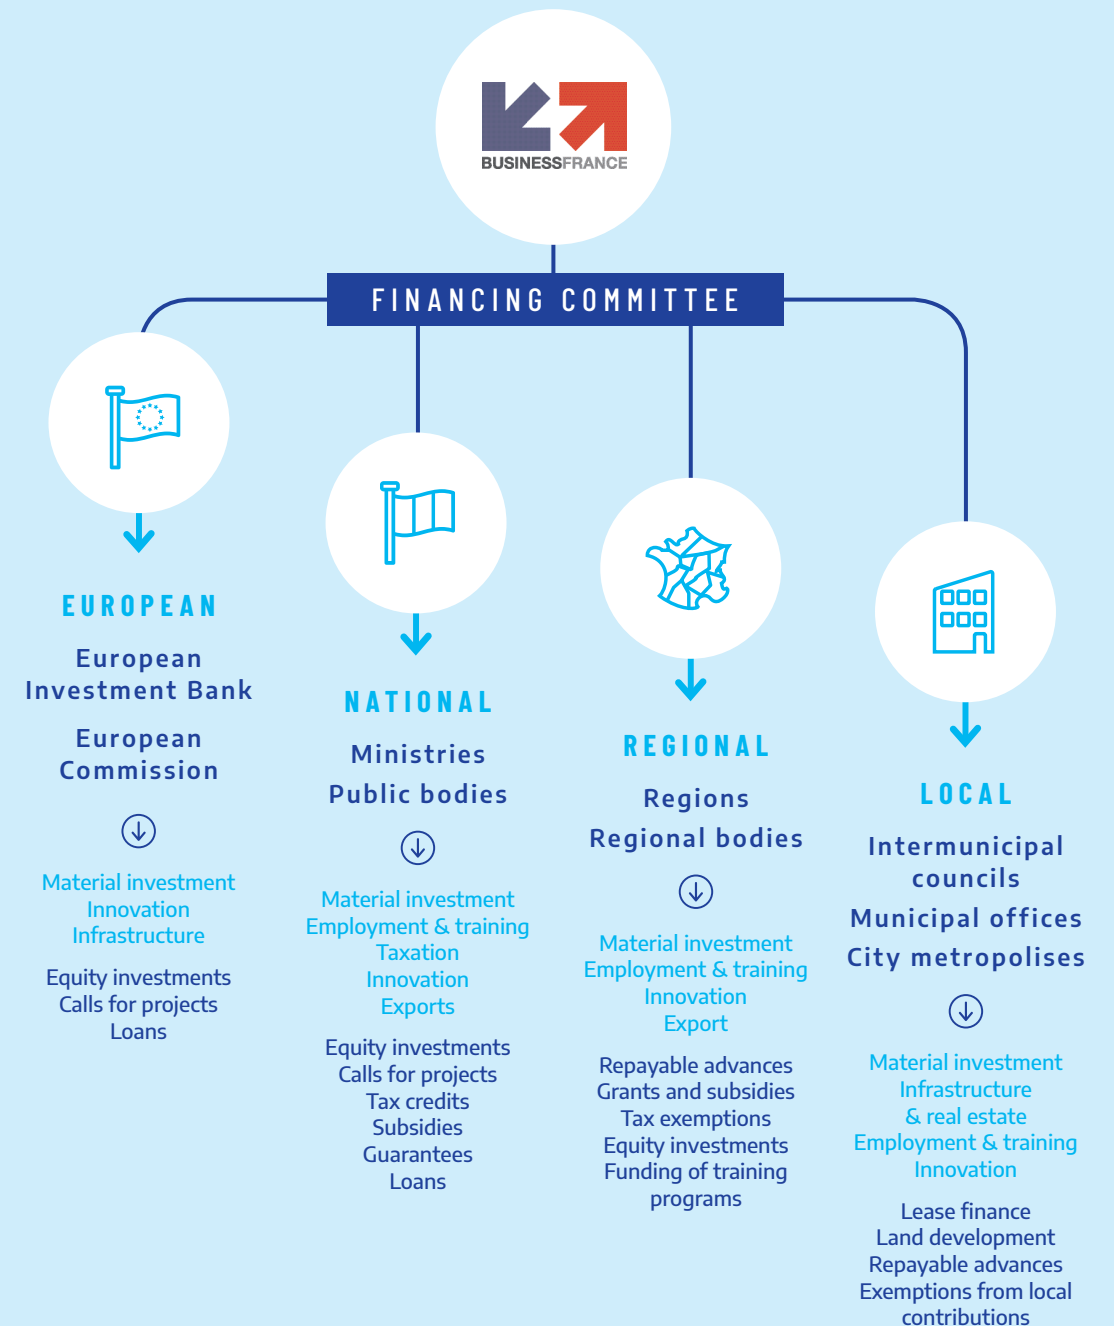 BUSINESSFRANCE
FINANCING COMMITTEE
EUROPEAN
European
Investment Bank
European
Commission
Material investment
Innovation
Infrastructure
Equity investments
Calls for projects
Loans
NATIONAL
Ministries
Public bodies
Material investment
Employment & training
Taxation
Innovation
Exports
Equity investments
Calls for projects
Tax credits
Subsidies
Guarantees
Loans
REGIONAL
Regions
Regional bodies
Material investment
Employment & training
Innovation
Export
Repayable advances
Grants and subsidies
Tax exemptions
Equity investments
Funding of training
programs
LOCAL
Intermunicipal
councils
Municipal offices
City metropolises
Material investment
Infrastructure
& real estate
Employment & training
Innovation
Lease finance
Land development
Repayable advances
Exemptions from local
contributions